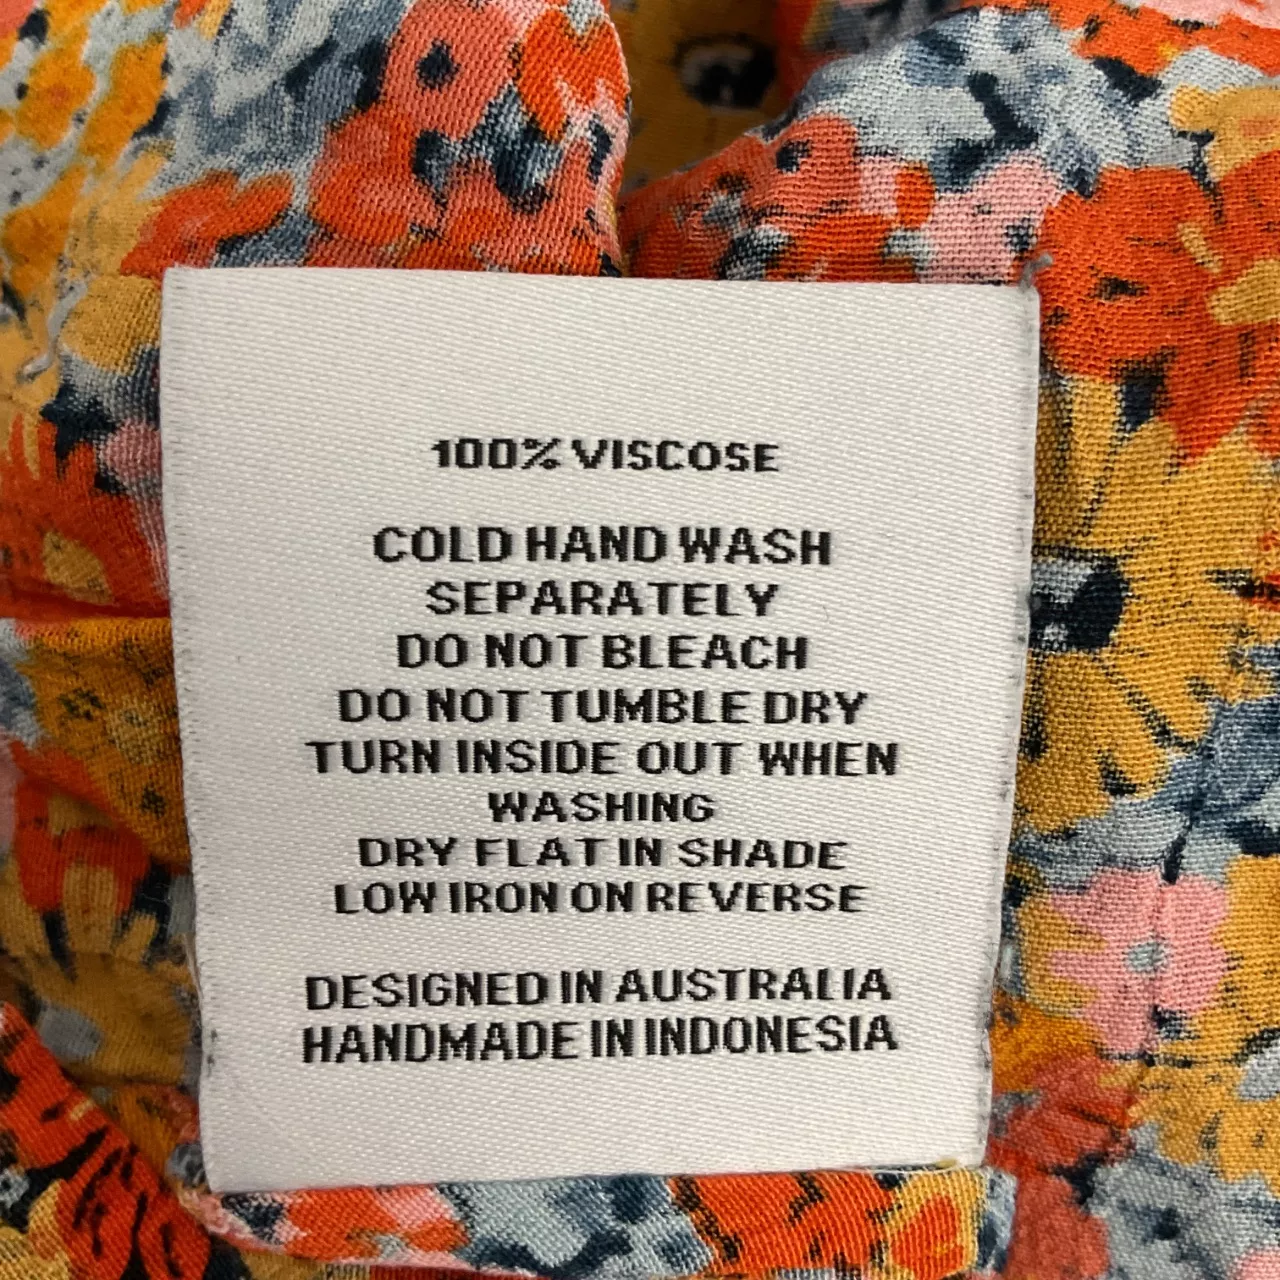 100% VISCOSE
COLD HAND WASH
SEPARATELY
DO NOT BLEACH
DO NOT TUMBLE DRY
TURN INSIDE OUT WHEN
WASHING
DRY FLAT IN SHADE
LOW IRON ON REVERSE
DESIGNED IN AUSTRALIA
HANDMADE IN INDONESIA